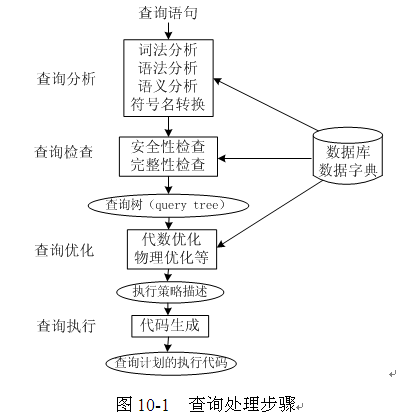 查询语句
查询分析
词法分析
语法分析
语义分析
符号名转换
查询检查
安全性检查
完整性检查
数据库
数据字典
查询树（query tree）
查询优化
代数优化
物理优化等
执行策略描述
查询执行
代码生成
查询计划的执行代码
图 10-1 查询处理步骤